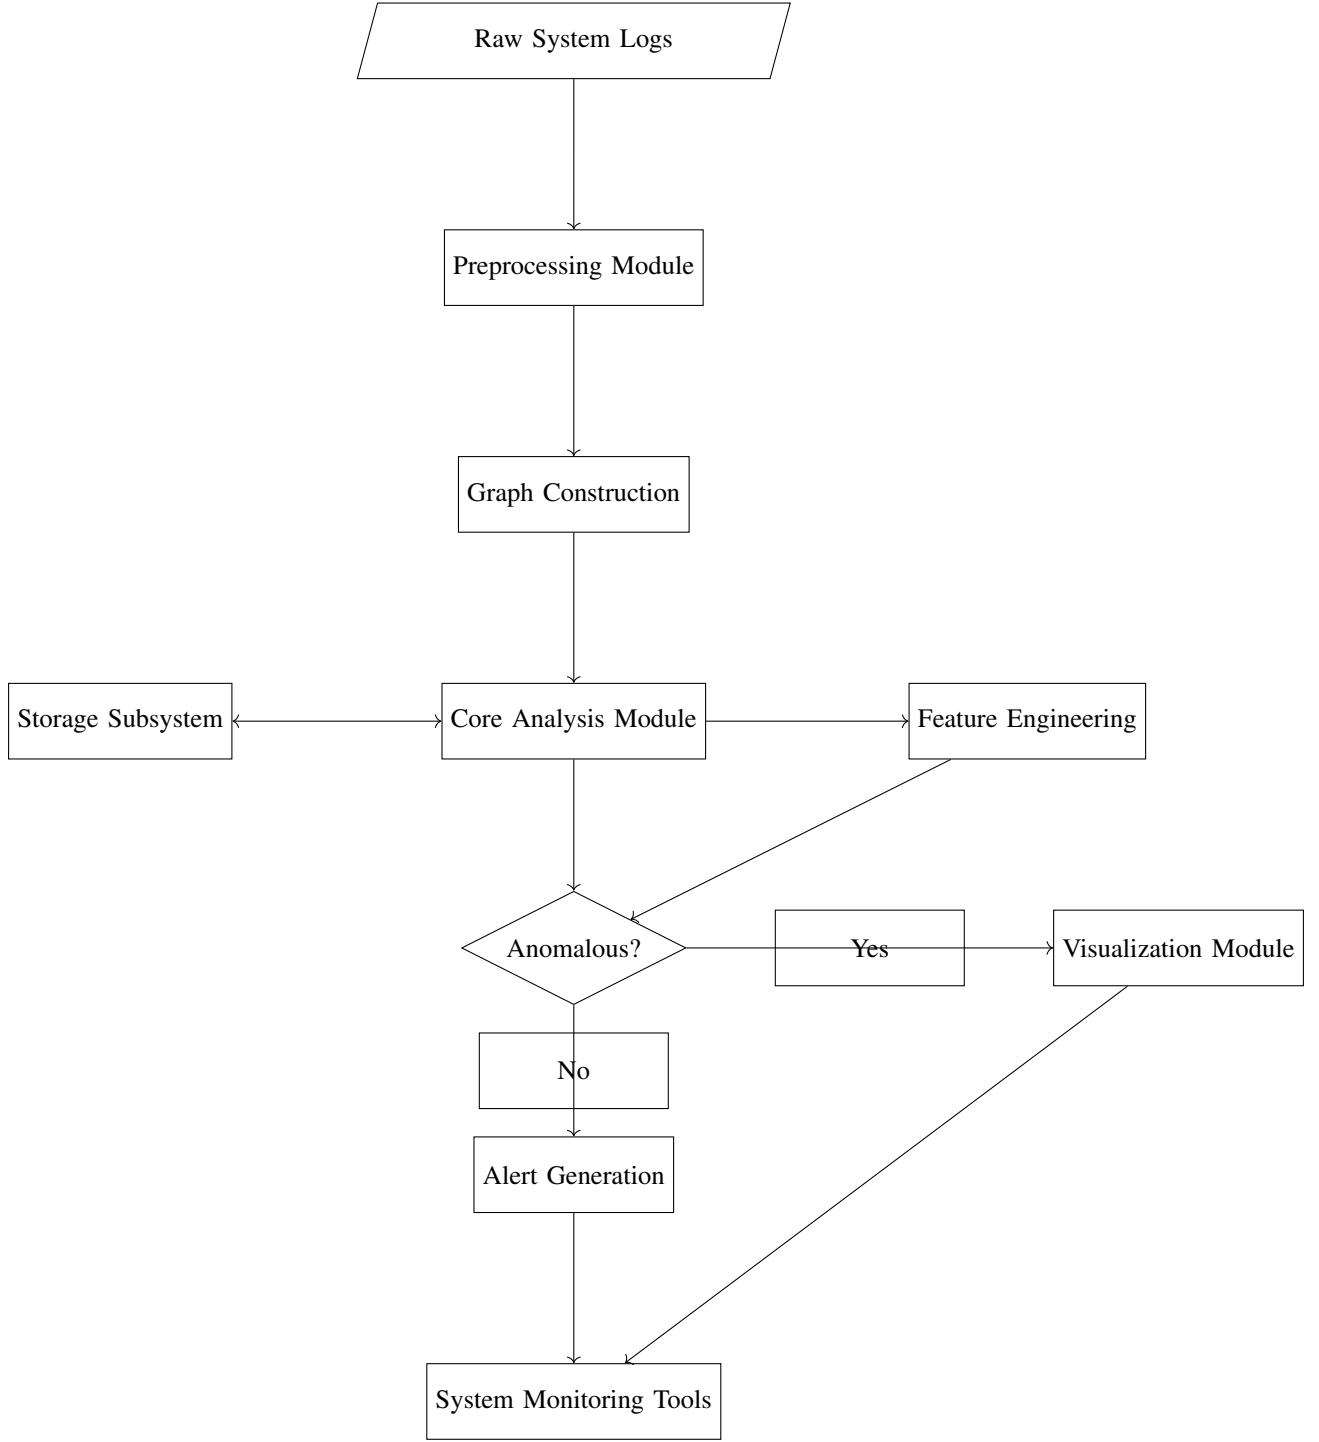 Raw System Logs
Preprocessing Module
Graph Construction
Storage Subsystem
Core Analysis Module
Feature Engineering
Anomalous?
Yes
Visualization Module
No
Alert Generation
System Monitoring Tools